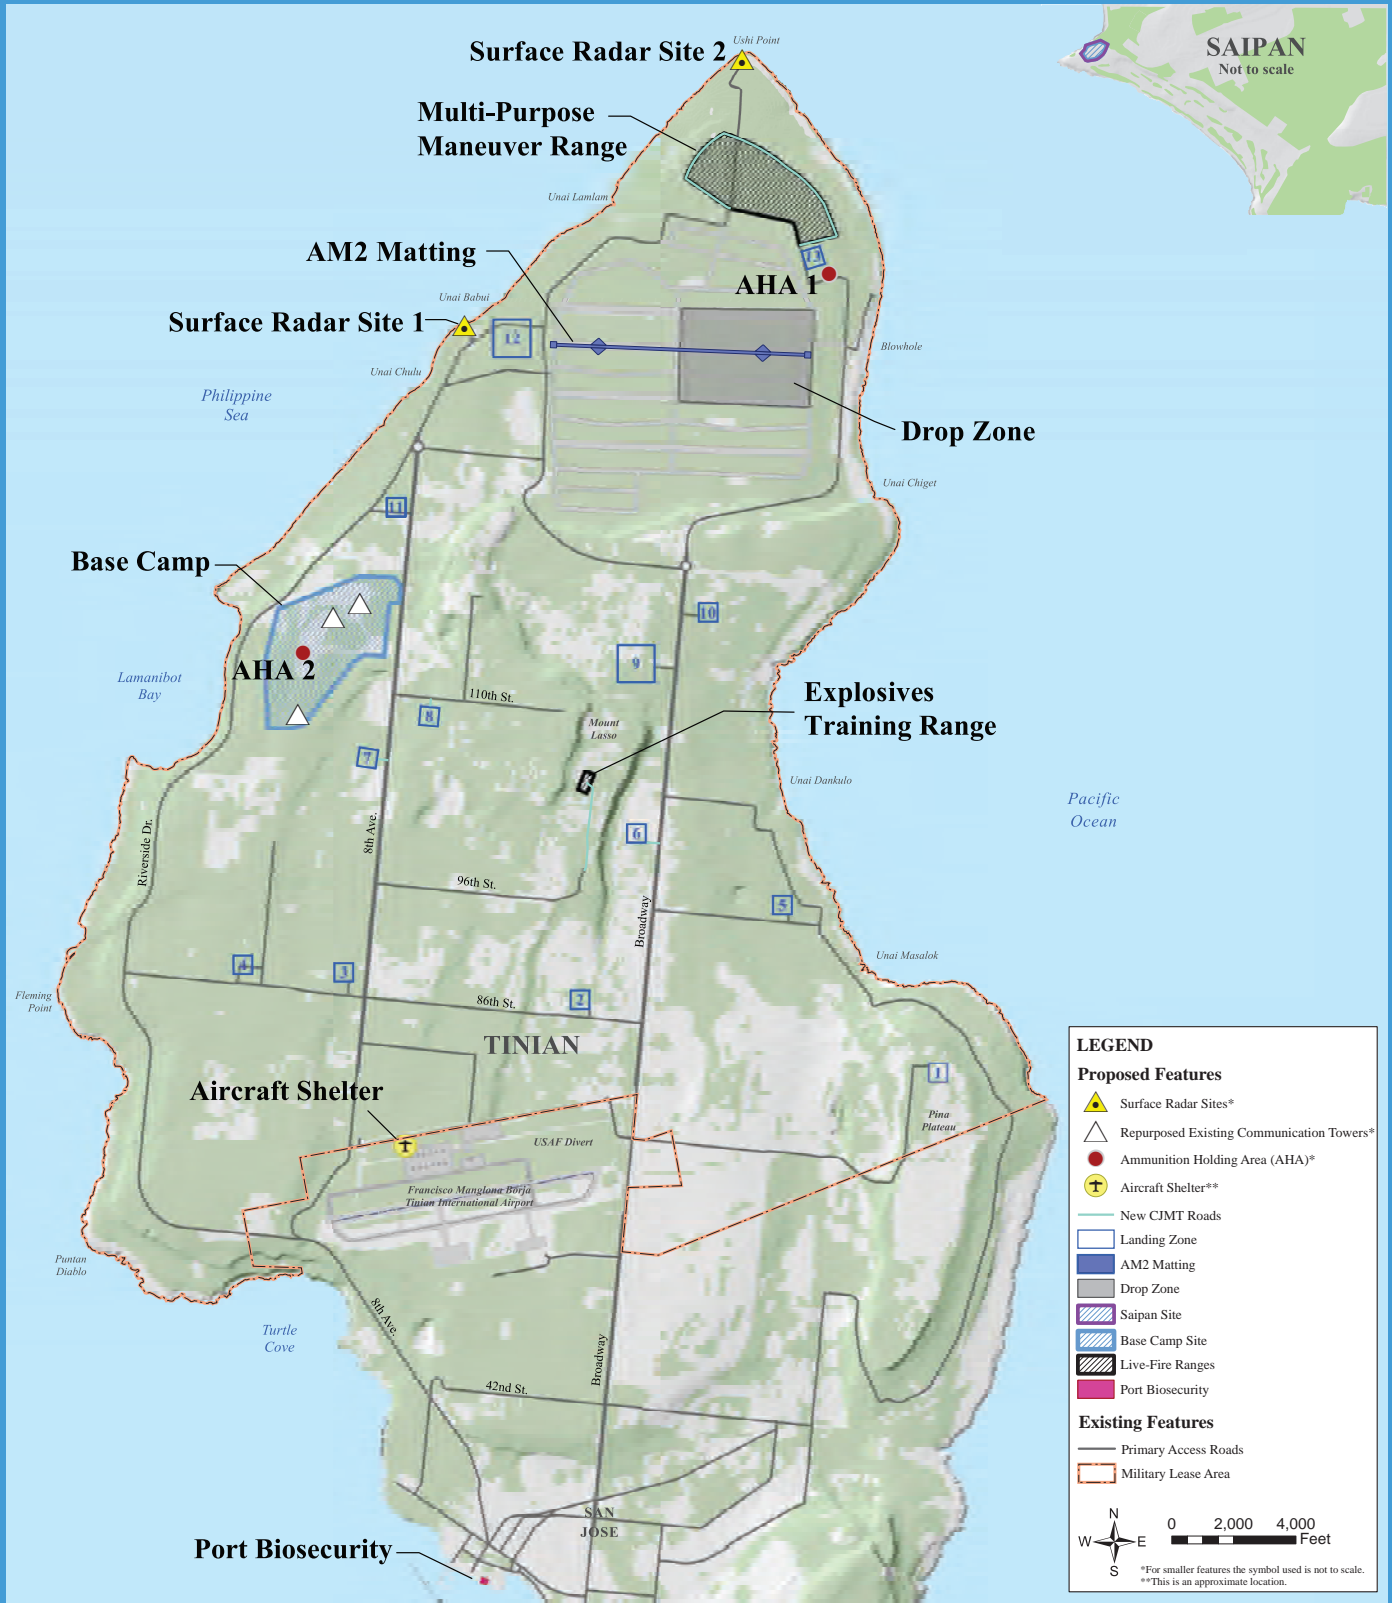 Surface Radar Site 2
Ushi Point
SAIPAN
Not to scale
Multi-Purpose
Maneuver Range
Unai Lamlam
AM2 Matting
13
AHA 1
Unai Babui
Surface Radar Site 1
12
Blowhole
Unai Chulu
Philippine
Sea
Drop Zone
Unai Chiget
11
Base Camp
10
9
AHA 2
Lamanibot
Bay
110th St.
Explosives
Training Range
8
Mount
Lasso
7
Unai Dankulo
Pacific
Ocean
6
8th Ave.
Riverside Dr.
96th St.
5
Broadway
Unai Masalok
4
3
Fleming
Point
86th St.
2
TINIAN
1
Aircraft Shelter
Pina
Plateau
USAF Divert
Francisco Manglona Borja
Tinian International Airport
Puntan
Diablo
8th Ave.
Turtle
Cove
Broadway
42nd St.
SAN
JOSE
Port Biosecurity
LEGEND
Proposed Features
Surface Radar Sites*
Repurposed Existing Communication Towers*
Ammunition Holding Area (AHA)*
Aircraft Shelter**
New CJMT Roads
Landing Zone
AM2 Matting
Drop Zone
Saipan Site
Base Camp Site
Live-Fire Ranges
Port Biosecurity
Existing Features
Primary Access Roads
Military Lease Area
N
W E
S
0 2,000 4,000
Feet
*For smaller features the symbol used is not to scale.
**This is an approximate location.